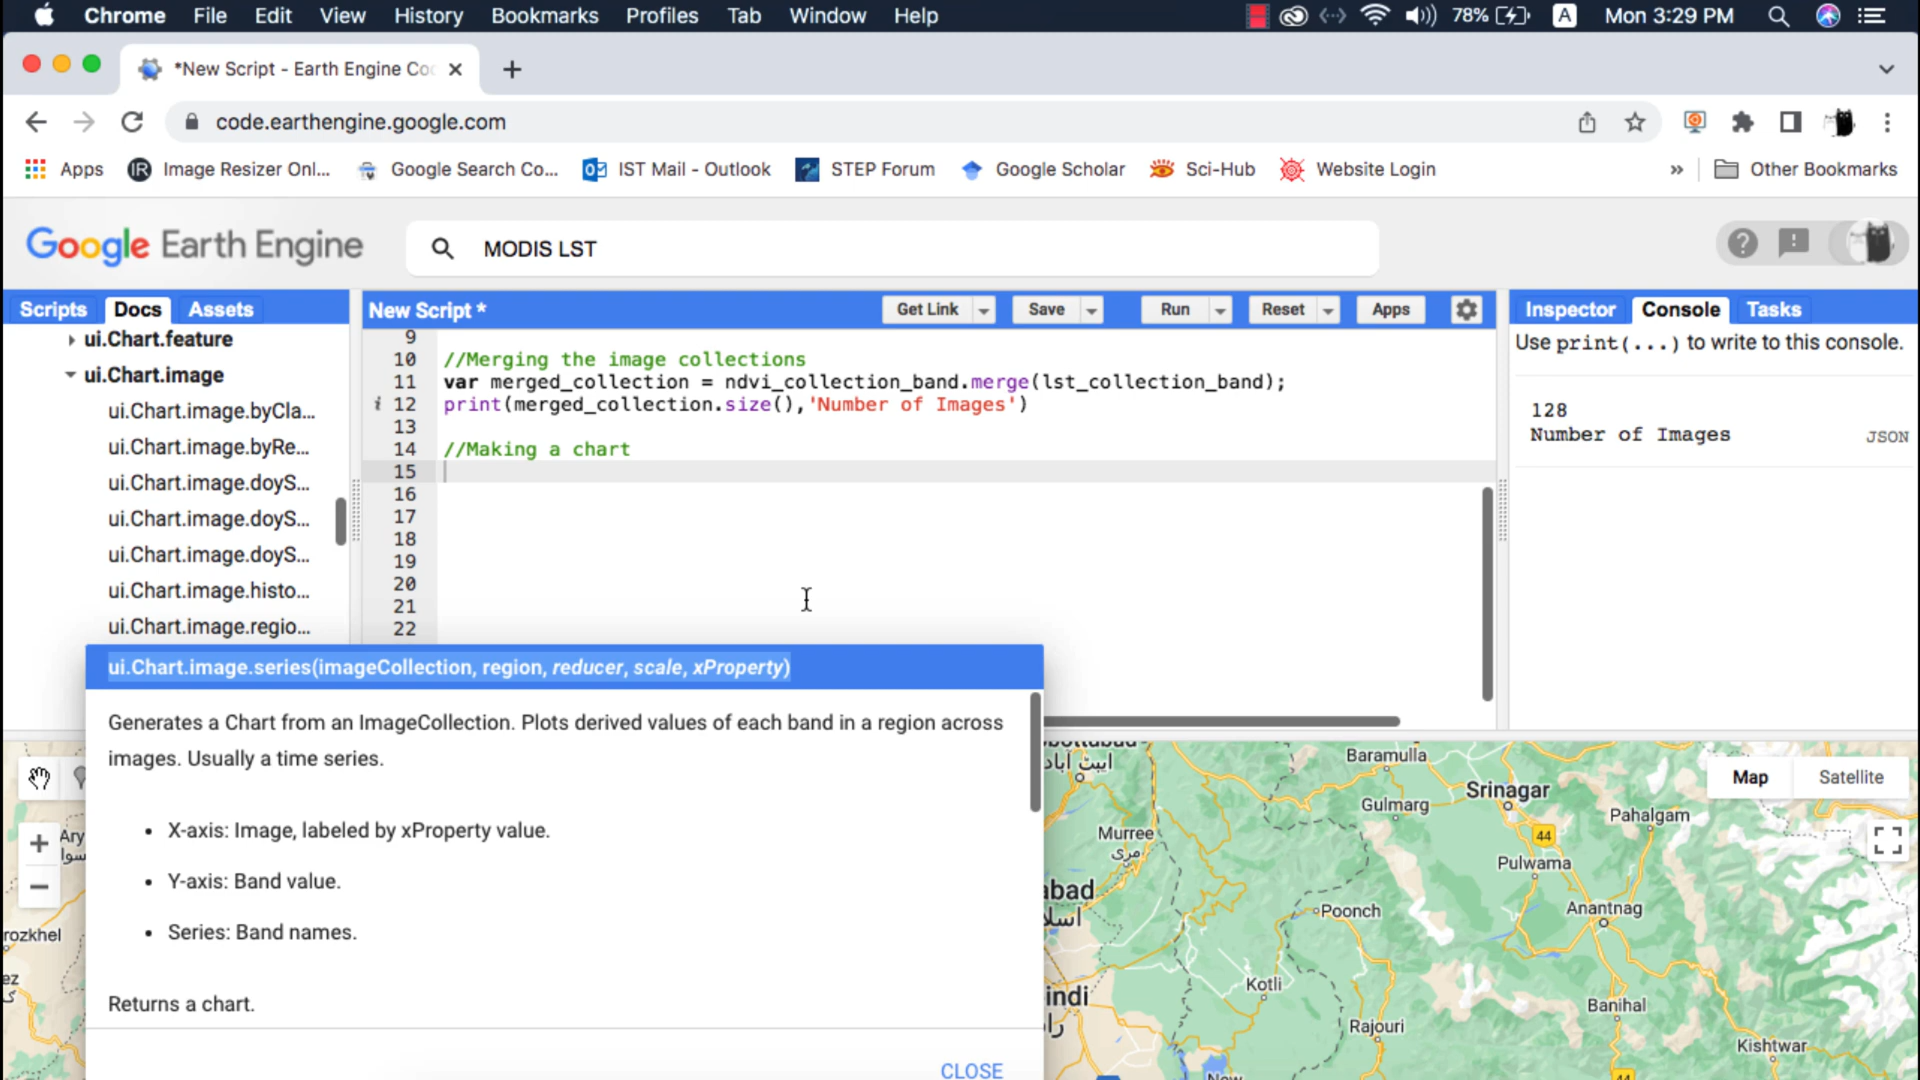 Chrome File Edit View History Bookmarks Profiles Tab Window Help 78% A Mon 3:29 PM
*New Script - Earth Engine Co
code.earthengine.google.com
Apps IR Image Resizer Onl... Google Search Co... IST Mail - Outlook STEP Forum Google Scholar Sci-Hub Website Login » Other Bookmarks
Google Earth Engine MODIS LST
Scripts Docs Assets New Script * Get Link Save Run Reset Apps Inspector Console Tasks
ui.Chart.feature
ui.Chart.image
ui.Chart.image.byCla...
ui.Chart.image.byRe...
ui.Chart.image.doyS...
ui.Chart.image.doyS...
ui.Chart.image.doyS...
ui.Chart.image.histo...
ui.Chart.image.regio...
9
10 //Merging the image collections
11 var merged_collection = ndvi_collection_band.merge(lst_collection_band);
i 12 print(merged_collection.size(),'Number of Images')
13
14 //Making a chart
15
16
17
18
19
20
21
22
Use print(...) to write to this console.
128
Number of Images JSON
ui.Chart.image.series(imageCollection, region, reducer, scale, xProperty)
Generates a Chart from an ImageCollection. Plots derived values of each band in a region across
images. Usually a time series.
• X-axis: Image, labeled by xProperty value.
• Y-axis: Band value.
• Series: Band names.
Returns a chart.
CLOSE
Map Satellite
ایبٹ آباد
Baramulla
Srinagar
Gulmarg
Pahalgam
Murree
مری
44
Pulwama
abad
Poonch
Anantnag
Kotli
indi
Banihal
Rajouri
Kishtwar
44
Ary
rozkhel
ez